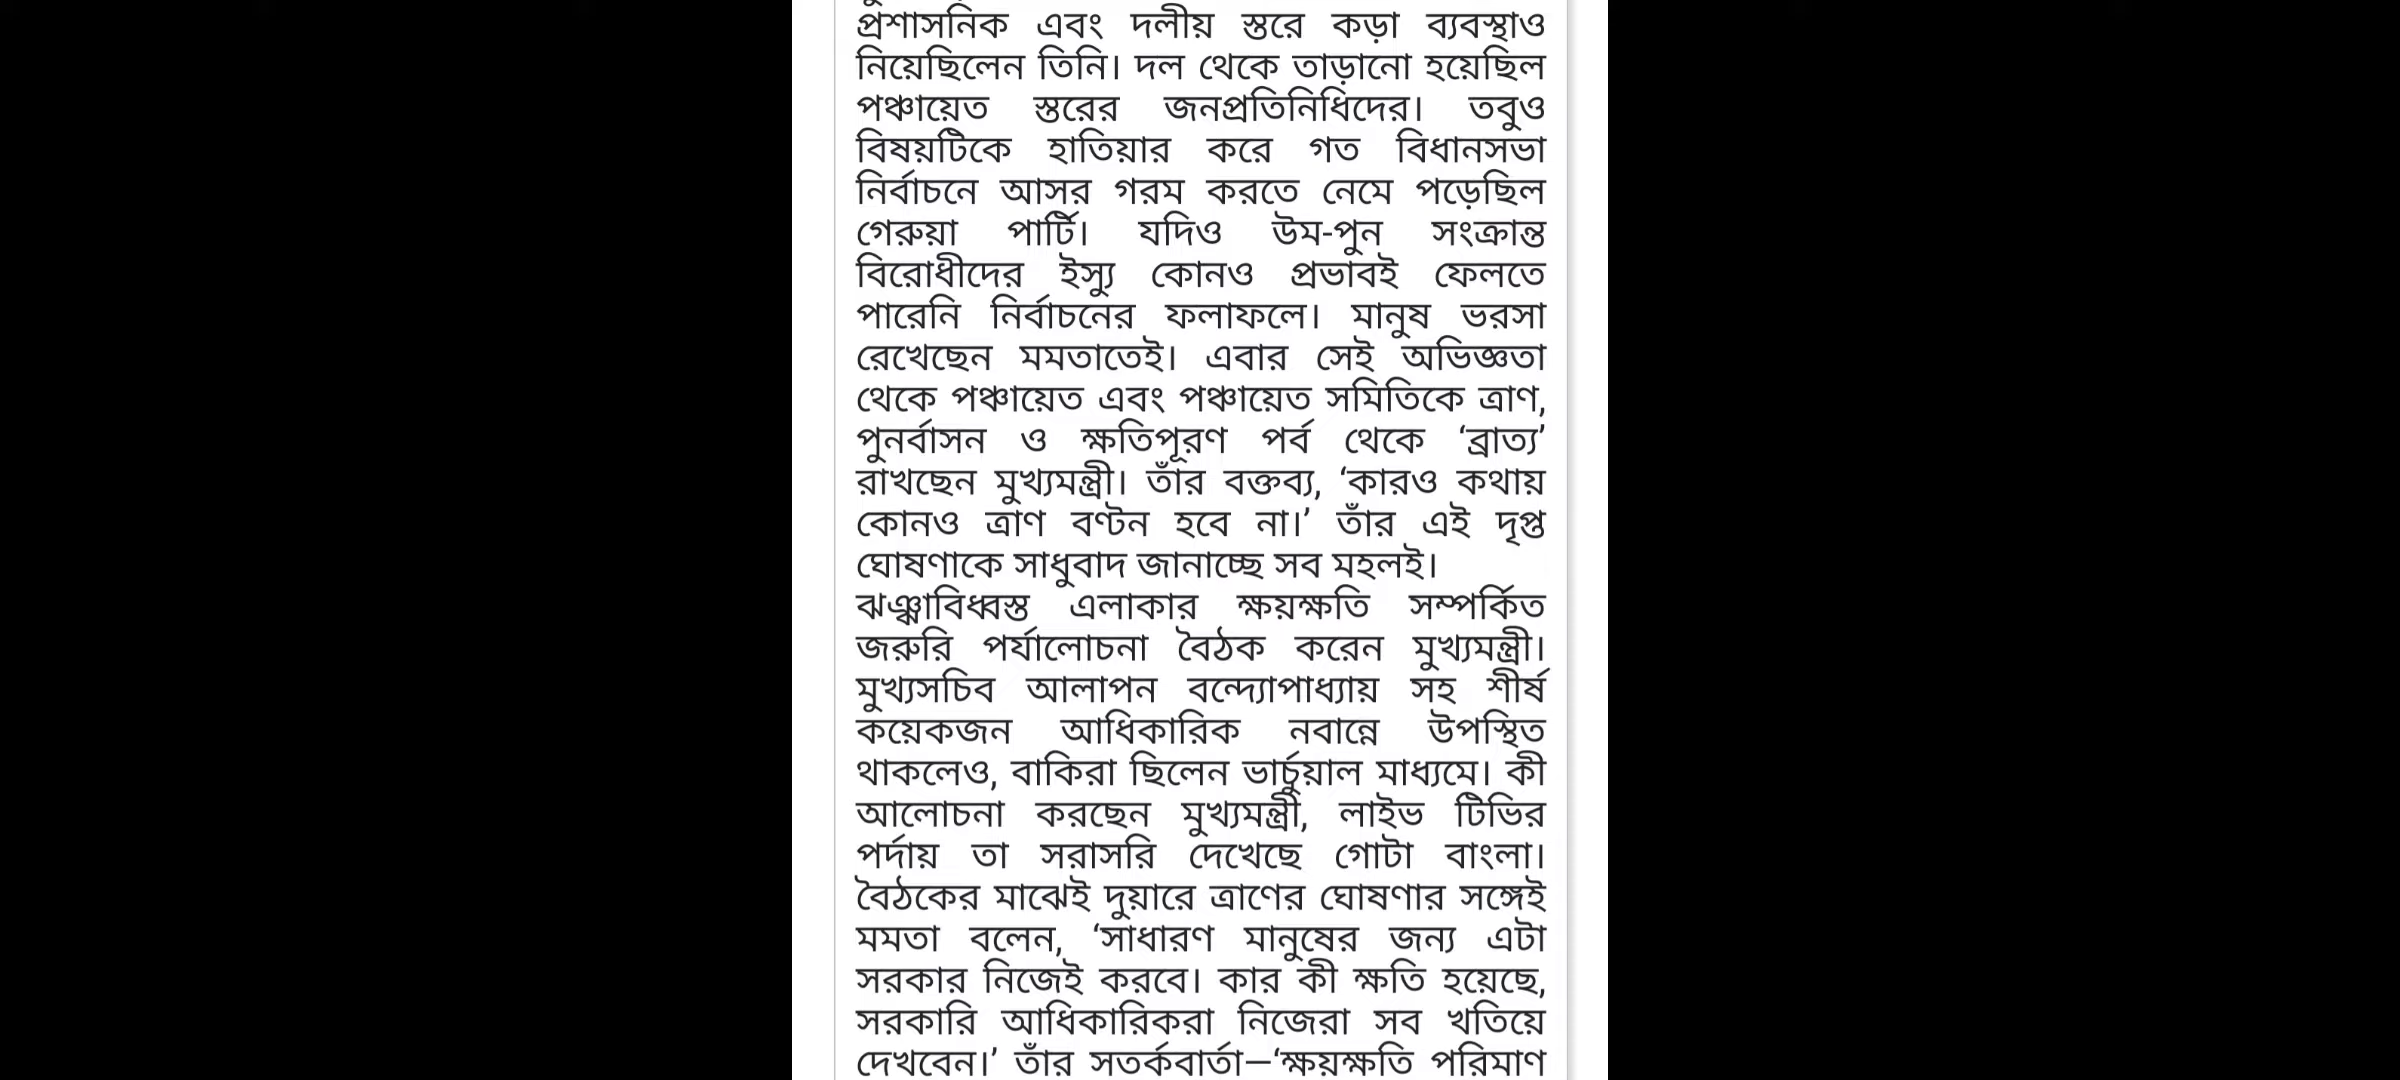 প্রশাসনিক এবং দলীয় স্তরে কড়া ব্যবস্থাও
নিয়েছিলেন তিনি। দল থেকে তাড়ানো হয়েছিল
পঞ্চায়েত স্তরের জনপ্রতিনিধিদের। তবুও
বিষয়টিকে হাতিয়ার করে গত বিধানসভা
নির্বাচনে আসর গরম করতে নেমে পড়েছিল
গেরুয়া পার্টি। যদিও উম-পুন সংক্রান্ত
বিরোধীদের ইস্যু কোনও প্রভাবই ফেলতে
পারেনি নির্বাচনের ফলাফলে। মানুষ ভরসা
রেখেছেন মমতাতেই। এবার সেই অভিজ্ঞতা
থেকে পঞ্চায়েত এবং পঞ্চায়েত সমিতিকে ত্রাণ,
পুনর্বাসন ও ক্ষতিপূরণ পর্ব থেকে ‘ব্রাত্য’
রাখছেন মুখ্যমন্ত্রী। তাঁর বক্তব্য, ‘কারও কথায়
কোনও ত্রাণ বণ্টন হবে না।’ তাঁর এই দৃপ্ত
ঘোষণাকে সাধুবাদ জানাচ্ছে সব মহলই।
ঝঞ্ঝাবিধ্বস্ত এলাকার ক্ষয়ক্ষতি সম্পর্কিত
জরুরি পর্যালোচনা বৈঠক করেন মুখ্যমন্ত্রী।
মুখ্যসচিব আলাপন বন্দ্যোপাধ্যায় সহ শীর্ষ
কয়েকজন আধিকারিক নবান্নে উপস্থিত
থাকলেও, বাকিরা ছিলেন ভার্চুয়াল মাধ্যমে। কী
আলোচনা করছেন মুখ্যমন্ত্রী, লাইভ টিভির
পর্দায় তা সরাসরি দেখেছে গোটা বাংলা।
বৈঠকের মাঝেই দুয়ারে ত্রাণের ঘোষণার সঙ্গেই
মমতা বলেন, ‘সাধারণ মানুষের জন্য এটা
সরকার নিজেই করবে। কার কী ক্ষতি হয়েছে,
সরকারি আধিকারিকরা নিজেরা সব খতিয়ে
দেখবেন।’ তাঁর সতর্কবার্তা—‘ক্ষয়ক্ষতি পরিমাণ